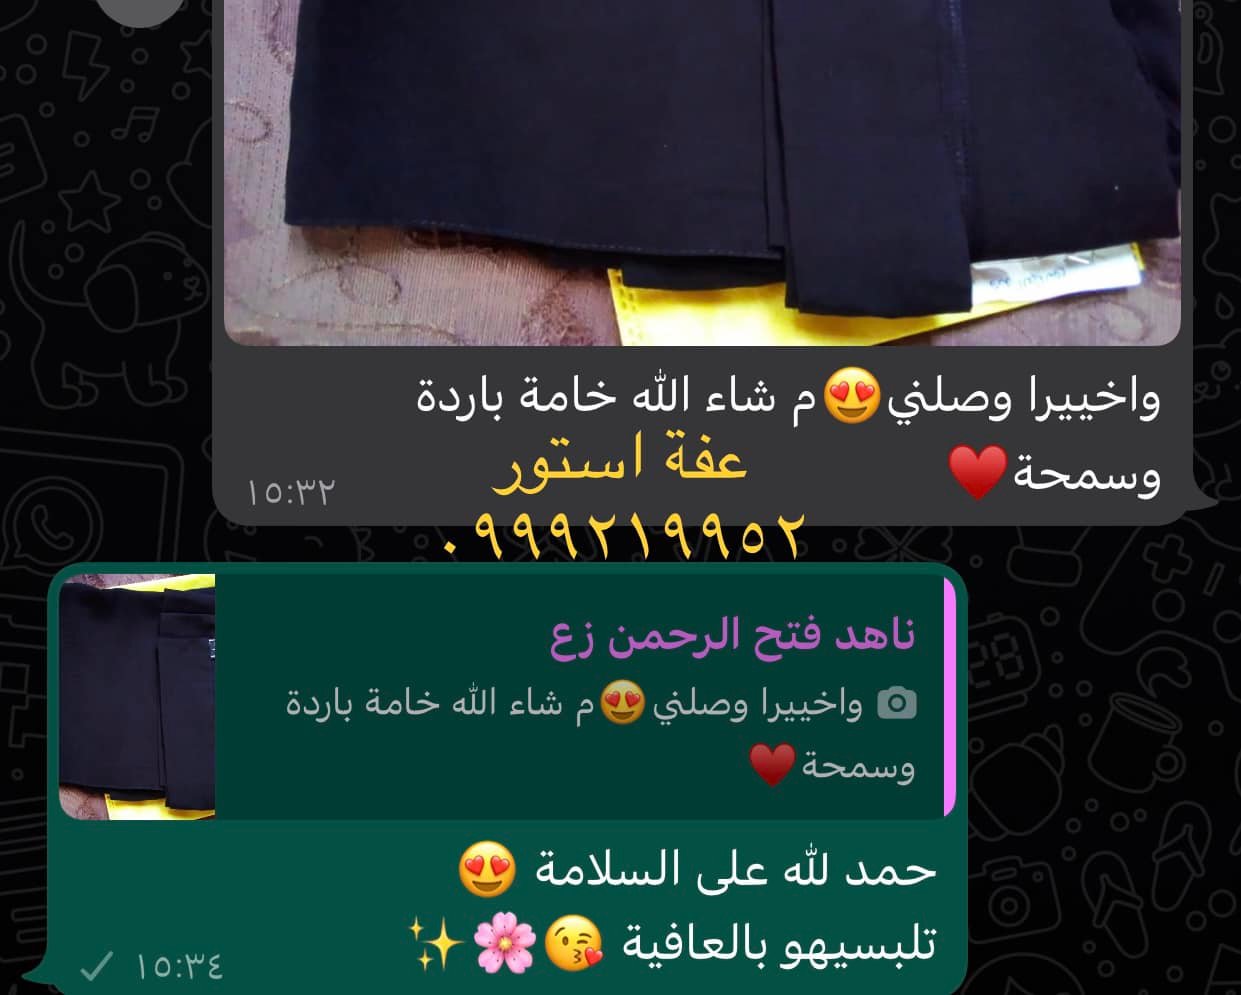 واخييرا وصلني😍م شاء الله خامة باردة
وسمحة♥️
١٥:٣٢
عفة استور
٠٩٩٩٢١٩٩٥٢
ناهد فتح الرحمن زع
واخييرا وصلني😍م شاء الله خامة باردة
وسمحة♥️
حمد لله على السلامة 😍
تلبسيهو بالعافية 😘🌸✨
١٥:٣٤